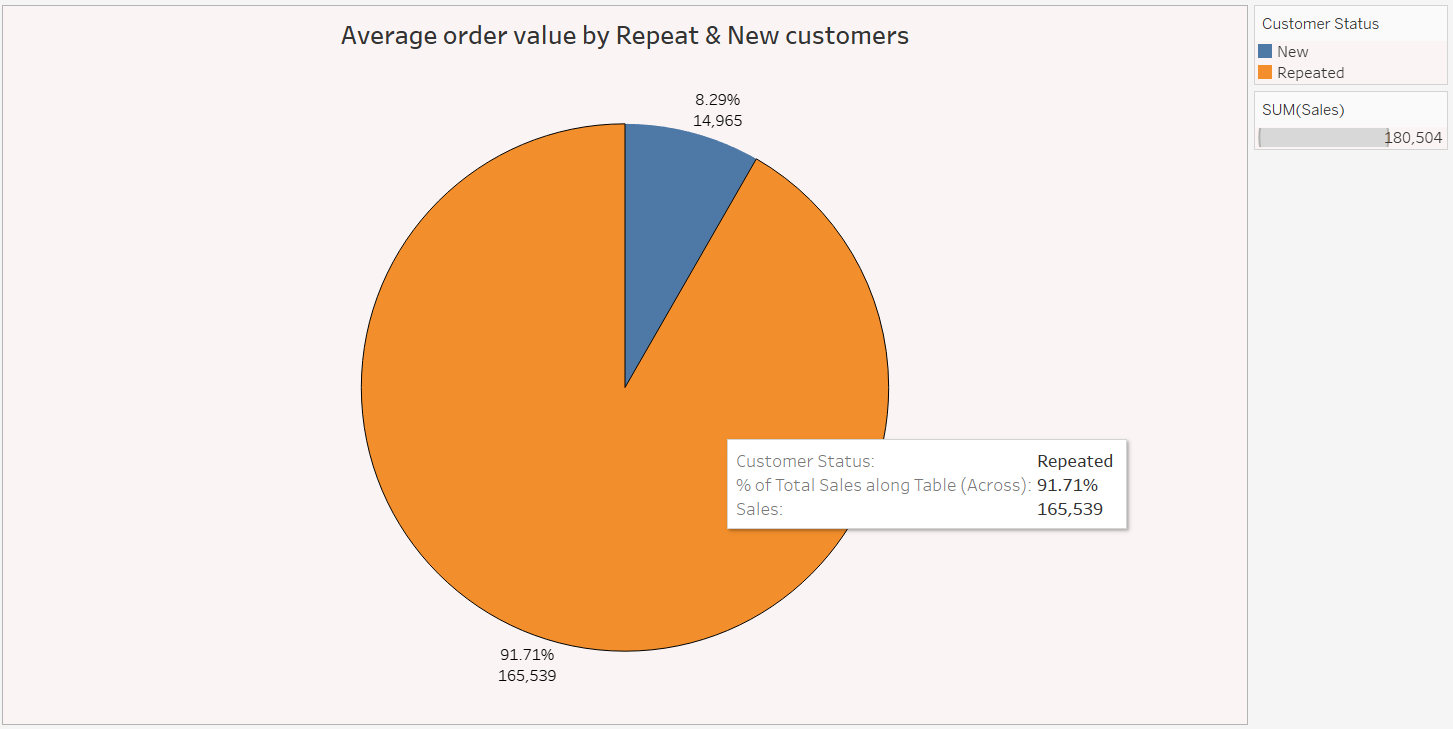 Average order value by Repeat & New customers
8.29%
14,965
Customer Status: Repeated
% of Total Sales along Table (Across): 91.71%
Sales: 165,539
91.71%
165,539
Customer Status
New
Repeated
SUM(Sales)
180,504